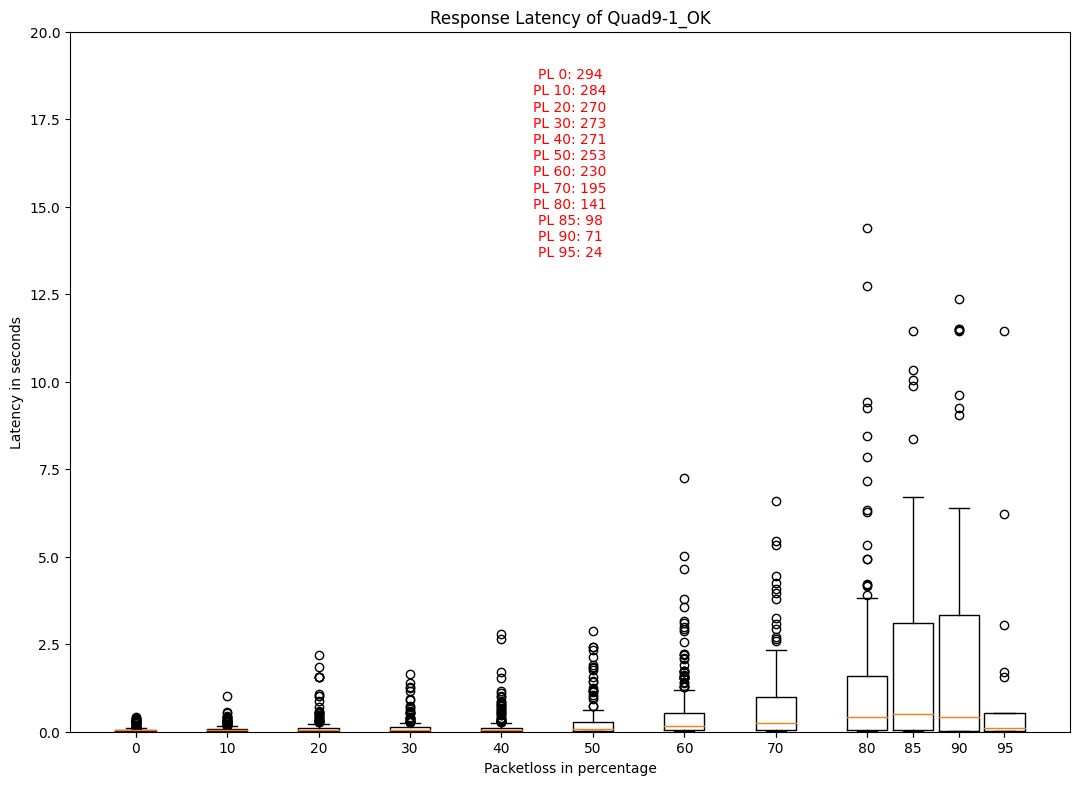 Response Latency of Quad9-1_OK
20.0
17.5
15.0
12.5
10.0
7.5
5.0
2.5
0.0
Latency in seconds
PL 0: 294
PL 10: 284
PL 20: 270
PL 30: 273
PL 40: 271
PL 50: 253
PL 60: 230
PL 70: 195
PL 80: 141
PL 85: 98
PL 90: 71
PL 95: 24
0 10 20 30 40 50 60 70 80 85 90 95
Packetloss in percentage